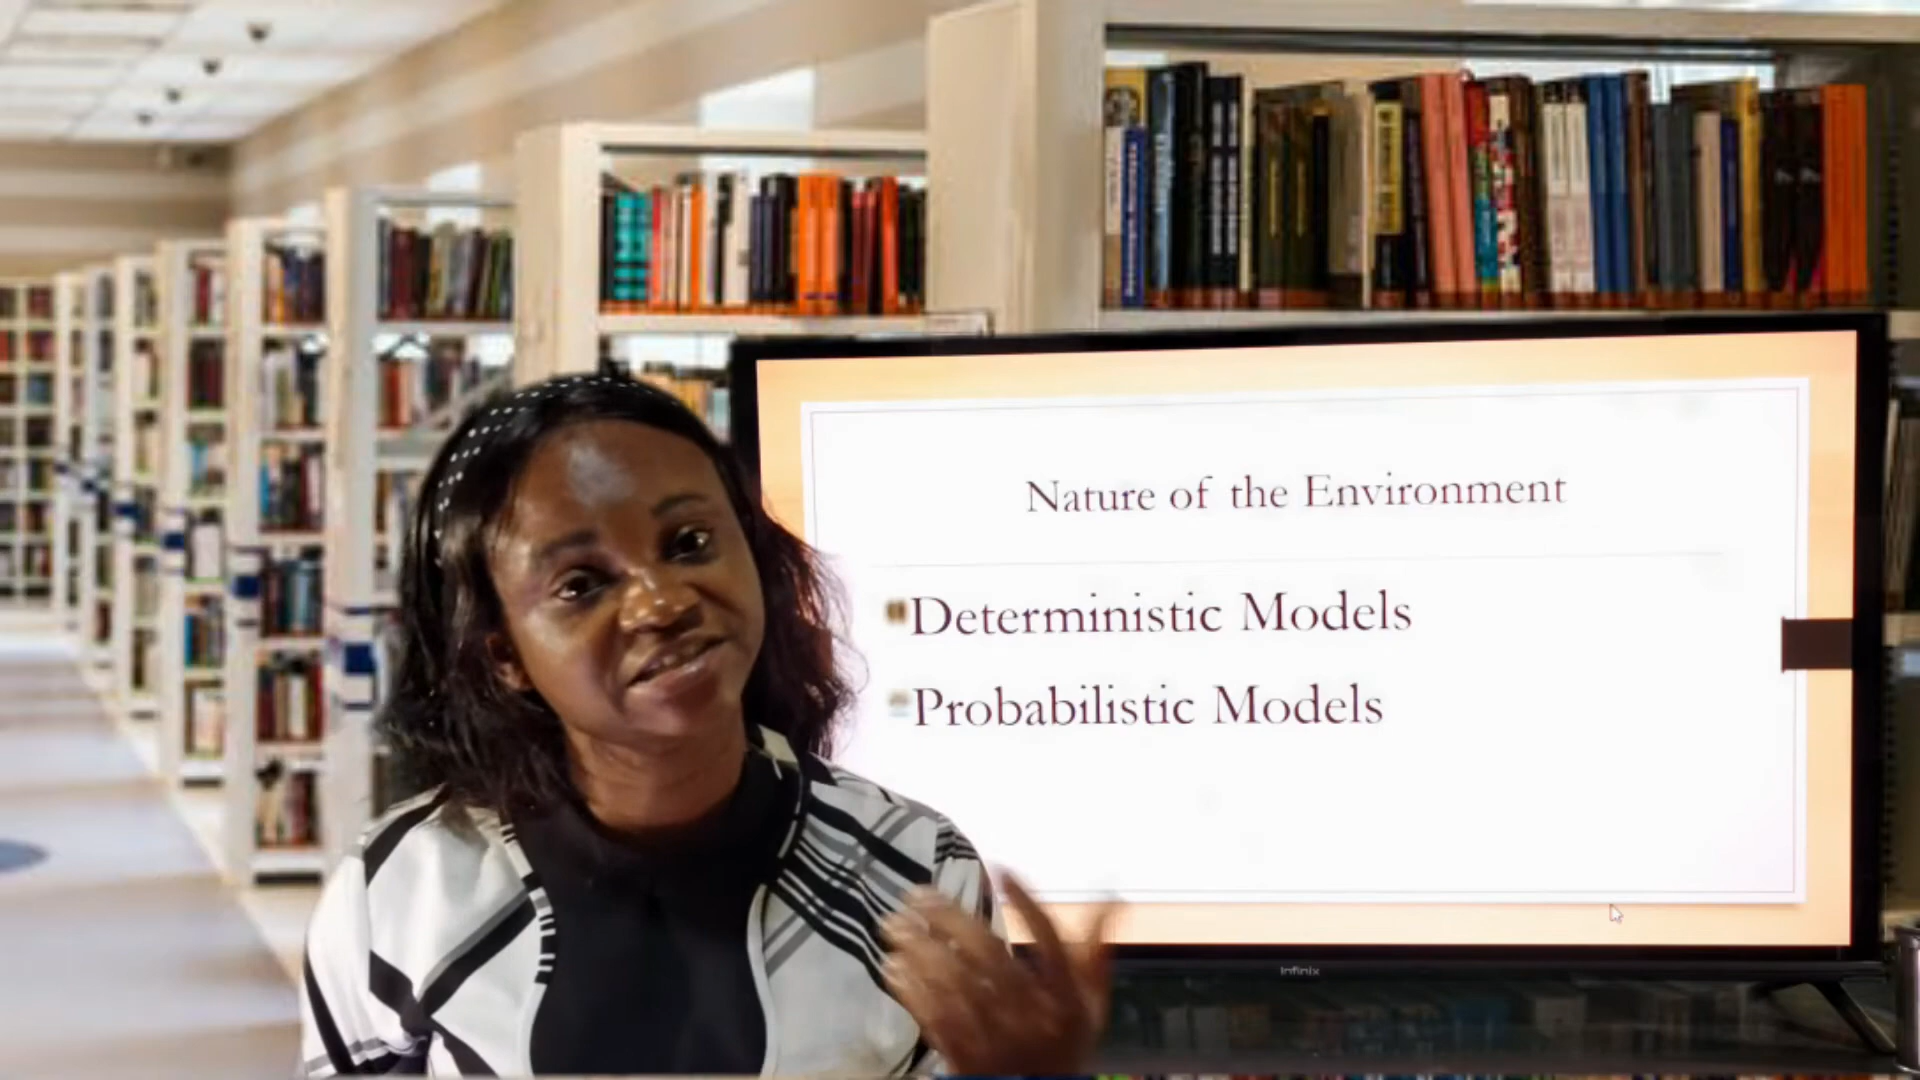 Nature of the Environment
Deterministic Models
Probabilistic Models
Infinix